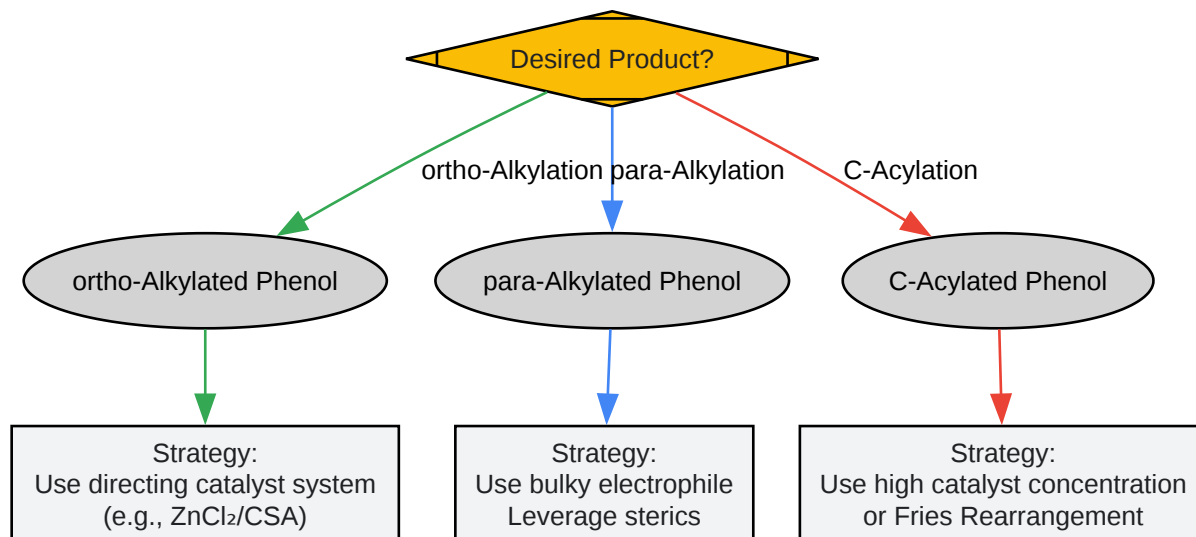 Desired Product?
ortho-Alkylation
para-Alkylation
C-Acylation
ortho-Alkylated Phenol
para-Alkylated Phenol
C-Acylated Phenol
Strategy:
Use directing catalyst system
(e.g., ZnCl₂/CSA)
Strategy:
Use bulky electrophile
Leverage sterics
Strategy:
Use high catalyst concentration
or Fries Rearrangement